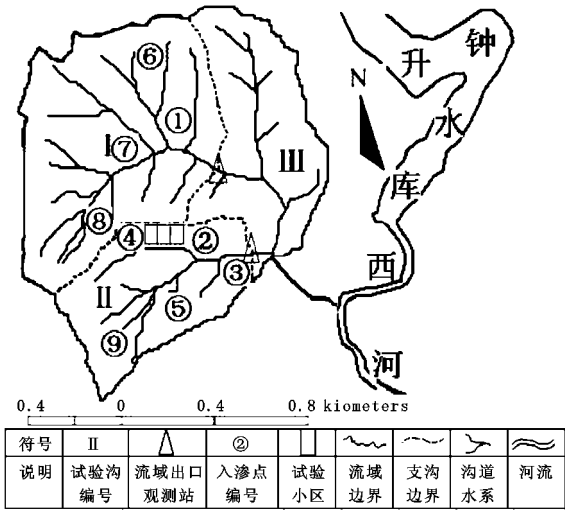 ⑥
①
Ⅰ⑦
Ⅲ
⑧
④
②
③
Ⅱ
⑤
⑨
N
升钟水库
西河
0.4 0 0.4 0.8 kiometers
符号 Ⅱ ②
说明 试验沟编号 流域出口观测站 入渗点编号 试验小区 流域边界 支沟边界 沟道水系 河流